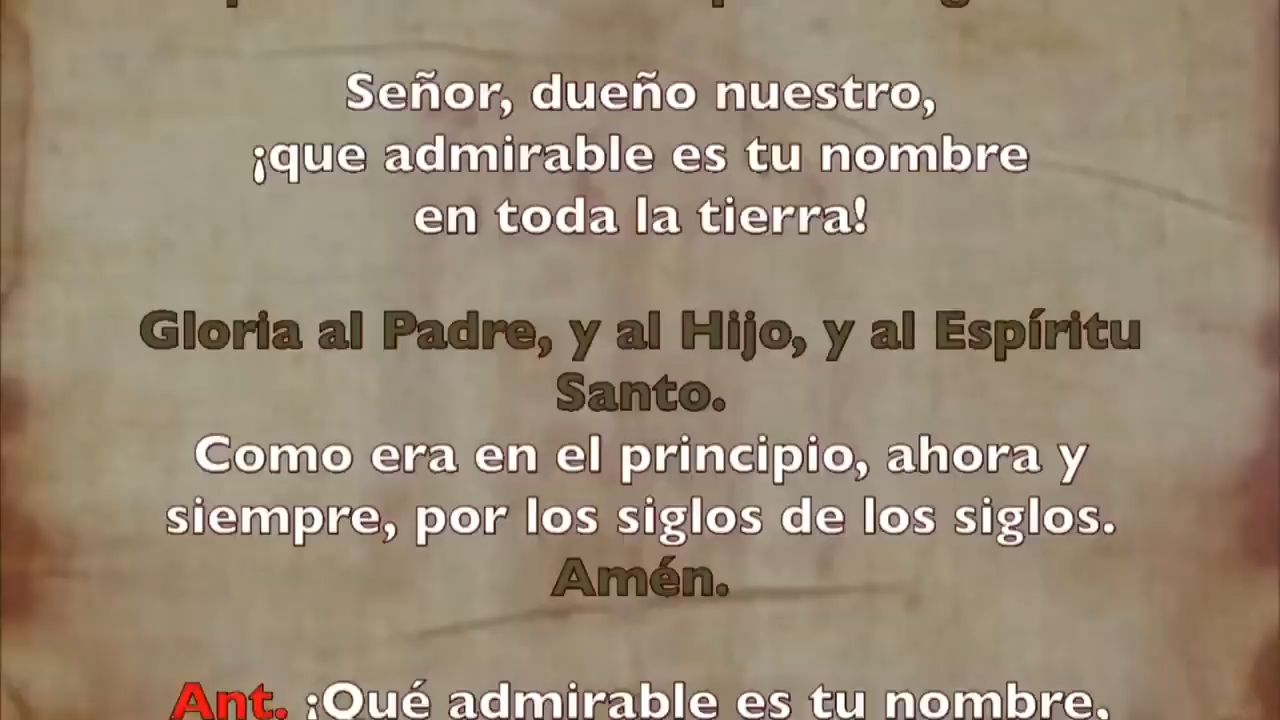 Señor, dueño nuestro,
¡que admirable es tu nombre
en toda la tierra!
Gloria al Padre, y al Hijo, y al Espíritu
Santo.
Como era en el principio, ahora y
siempre, por los siglos de los siglos.
Amén.
Ant. ¡Qué admirable es tu nombre,